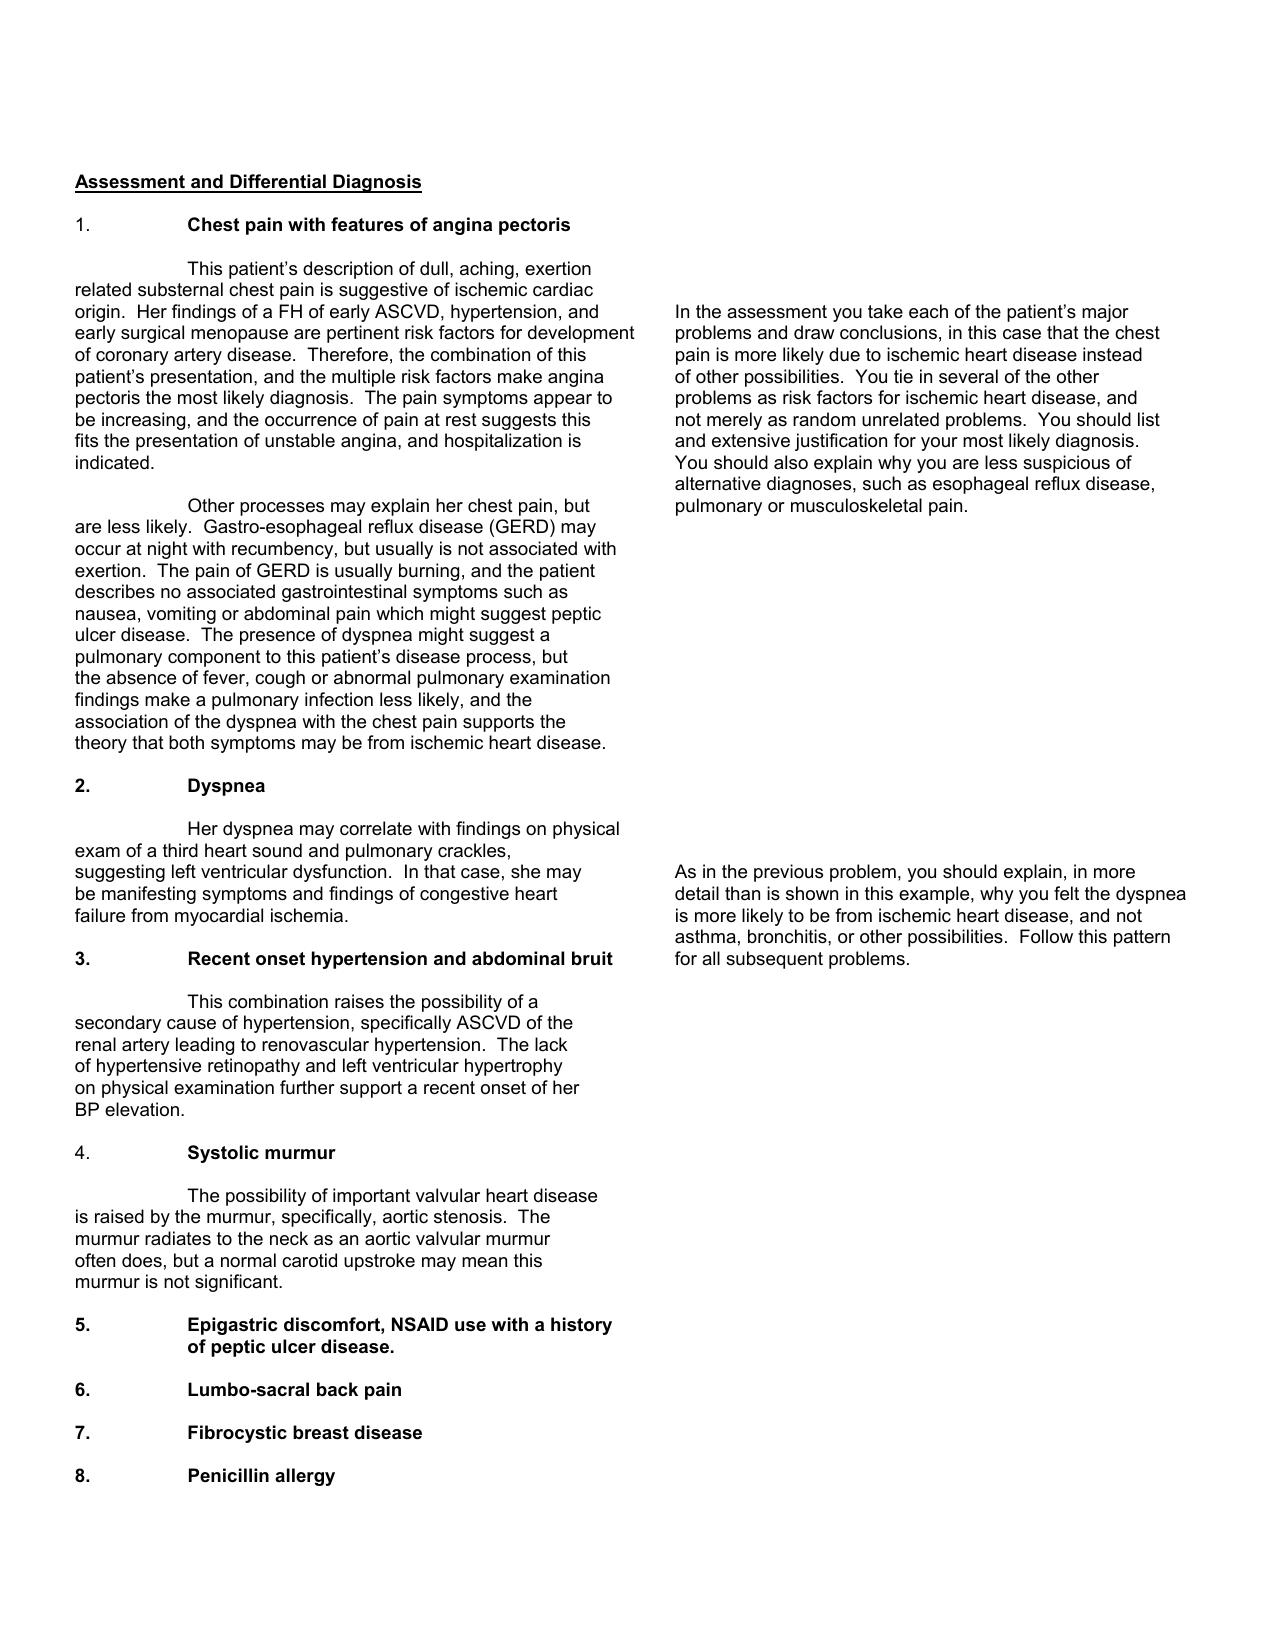 Assessment and Differential Diagnosis
1. Chest pain with features of angina pectoris
This patient’s description of dull, aching, exertion
related substernal chest pain is suggestive of ischemic cardiac
origin. Her findings of a FH of early ASCVD, hypertension, and
early surgical menopause are pertinent risk factors for development
of coronary artery disease. Therefore, the combination of this
patient’s presentation, and the multiple risk factors make angina
pectoris the most likely diagnosis. The pain symptoms appear to
be increasing, and the occurrence of pain at rest suggests this
fits the presentation of unstable angina, and hospitalization is
indicated.
Other processes may explain her chest pain, but
are less likely. Gastro-esophageal reflux disease (GERD) may
occur at night with recumbency, but usually is not associated with
exertion. The pain of GERD is usually burning, and the patient
describes no associated gastrointestinal symptoms such as
nausea, vomiting or abdominal pain which might suggest peptic
ulcer disease. The presence of dyspnea might suggest a
pulmonary component to this patient’s disease process, but
the absence of fever, cough or abnormal pulmonary examination
findings make a pulmonary infection less likely, and the
association of the dyspnea with the chest pain supports the
theory that both symptoms may be from ischemic heart disease.
2. Dyspnea
Her dyspnea may correlate with findings on physical
exam of a third heart sound and pulmonary crackles,
suggesting left ventricular dysfunction. In that case, she may
be manifesting symptoms and findings of congestive heart
failure from myocardial ischemia.
3. Recent onset hypertension and abdominal bruit
This combination raises the possibility of a
secondary cause of hypertension, specifically ASCVD of the
renal artery leading to renovascular hypertension. The lack
of hypertensive retinopathy and left ventricular hypertrophy
on physical examination further support a recent onset of her
BP elevation.
4. Systolic murmur
The possibility of important valvular heart disease
is raised by the murmur, specifically, aortic stenosis. The
murmur radiates to the neck as an aortic valvular murmur
often does, but a normal carotid upstroke may mean this
murmur is not significant.
5. Epigastric discomfort, NSAID use with a history
of peptic ulcer disease.
6. Lumbo-sacral back pain
7. Fibrocystic breast disease
8. Penicillin allergy
In the assessment you take each of the patient’s major
problems and draw conclusions, in this case that the chest
pain is more likely due to ischemic heart disease instead
of other possibilities. You tie in several of the other
problems as risk factors for ischemic heart disease, and
not merely as random unrelated problems. You should list
and extensive justification for your most likely diagnosis.
You should also explain why you are less suspicious of
alternative diagnoses, such as esophageal reflux disease,
pulmonary or musculoskeletal pain.
As in the previous problem, you should explain, in more
detail than is shown in this example, why you felt the dyspnea
is more likely to be from ischemic heart disease, and not
asthma, bronchitis, or other possibilities. Follow this pattern
for all subsequent problems.